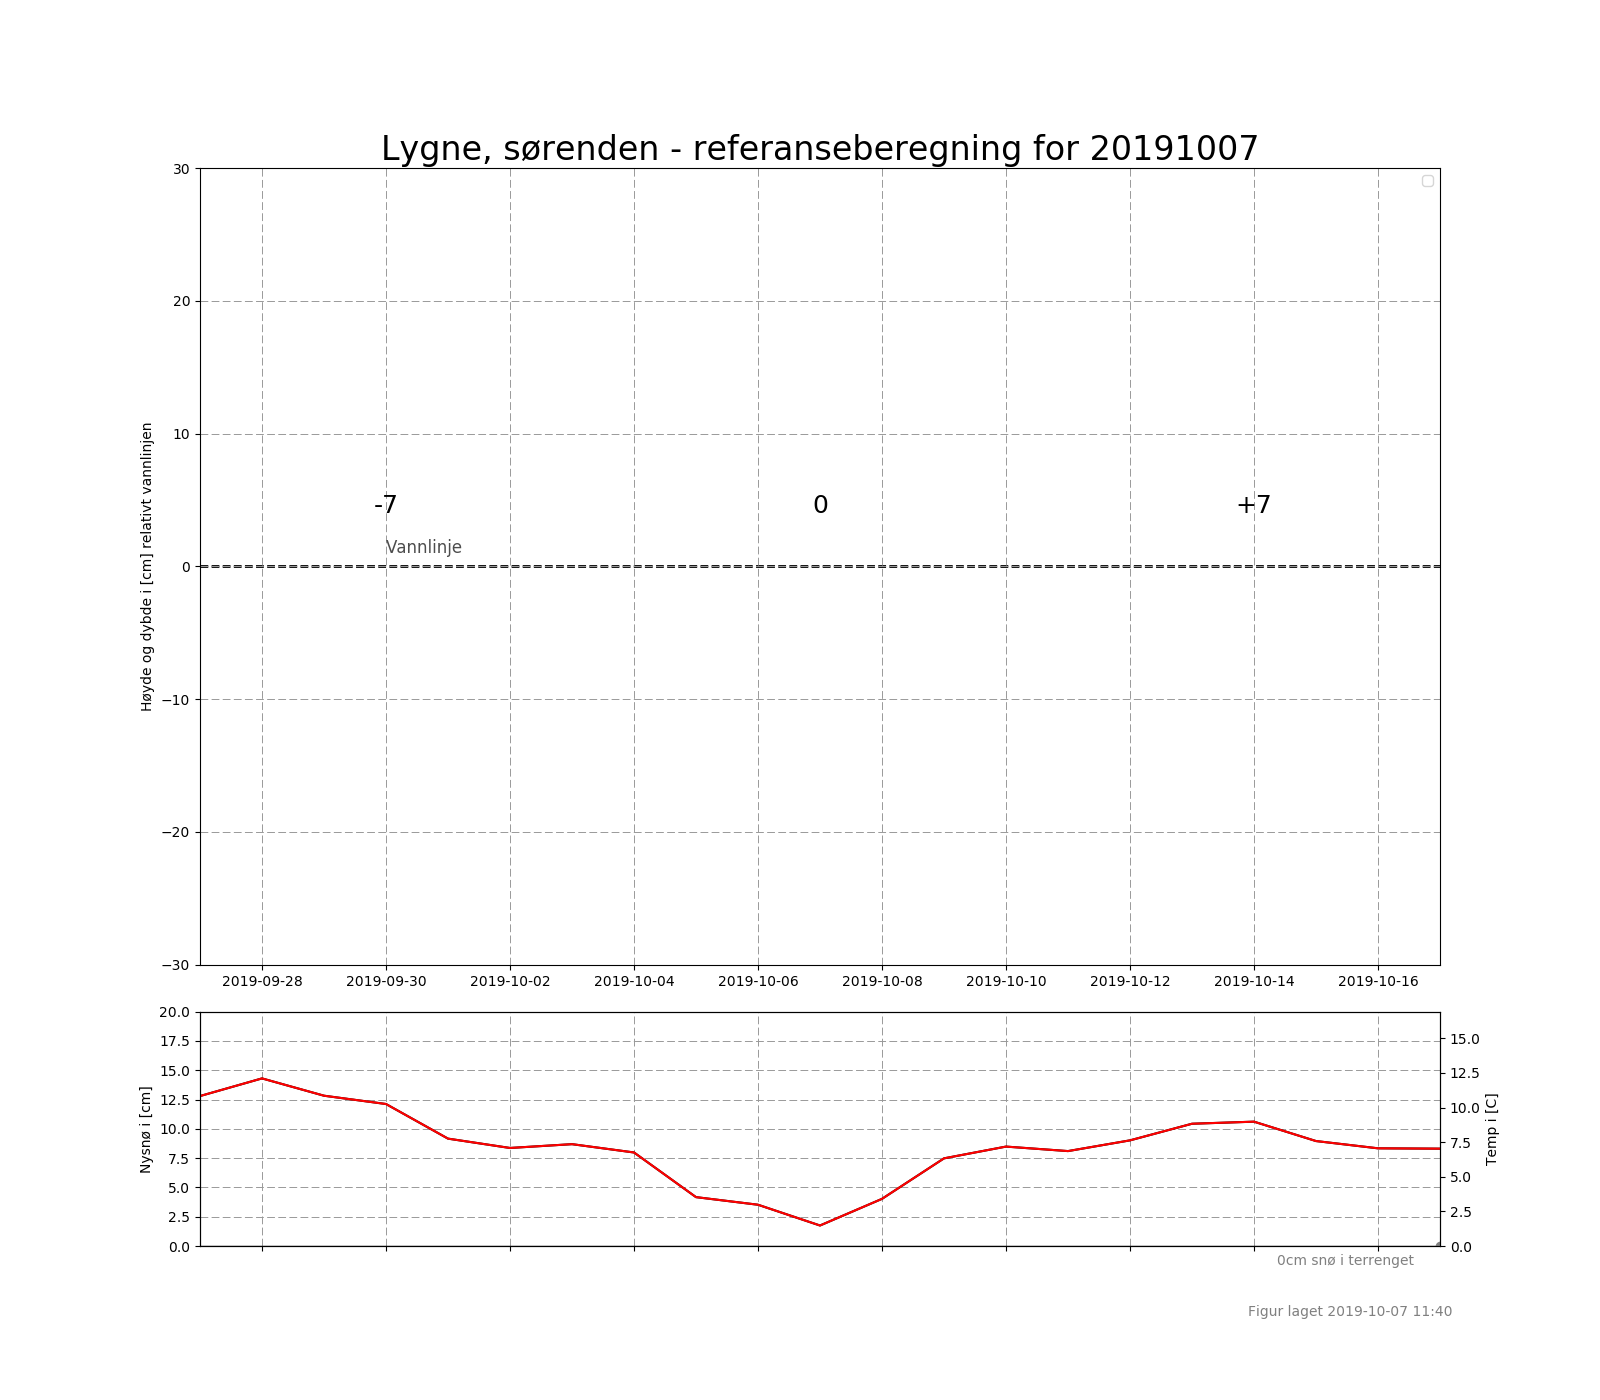 Lygne, sørenden - referanseberegning for 20191007
30
20
10
0
−10
−20
−30
Høyde og dybde i [cm] relativt vannlinjen
-7 0 +7
Vannlinje
2019-09-28 2019-09-30 2019-10-02 2019-10-04 2019-10-06 2019-10-08 2019-10-10 2019-10-12 2019-10-14 2019-10-16
20.0
17.5
15.0
12.5
10.0
7.5
5.0
2.5
0.0
Nysnø i [cm]
15.0
12.5
10.0
7.5
5.0
2.5
0.0
Temp i [C]
0cm snø i terrenget
Figur laget 2019-10-07 11:40